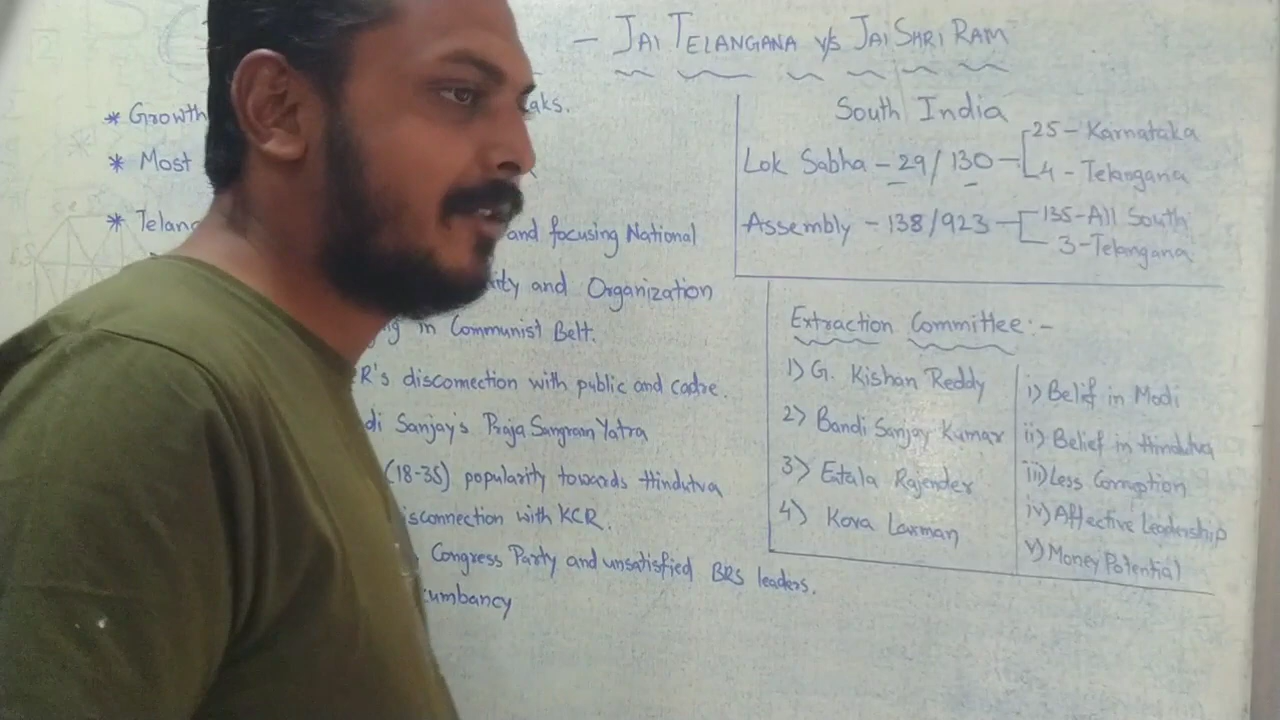 - JAI TELANGANA v/s JAI SHRI RAM
* Growth aks.
* Most
* Telang and focusing National
ity and Organization
ng in Communist Belt.
R's disconnection with public and cadre.
di Sanjay's Praja Sangram Yatra
(18-35) popularity towards Hindutva
isconnection with KCR.
Congress Party and unsatisfied BRS leaders.
cumbancy
South India
Lok Sabha - 29/130
25 - Karnataka
4 - Telangana
Assembly - 138/923
135 - All South
3 - Telangana
Extraction Committee:-
1) G. Kishan Reddy
2) Bandi Sanjay Kumar
3) Eatala Rajender
4) Kova Laxman
i) Belief in Modi
ii) Belief in Hindutva
iii) Less Corruption
iv) Affective Leadership
v) Money Potential